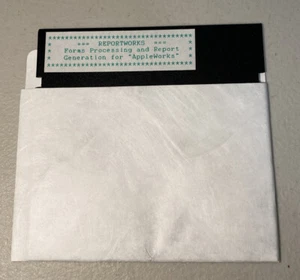 *****************************
* === REPORTWORKS === *
* Forms Processing and Report *
* Generation for "AppleWorks" *
*****************************